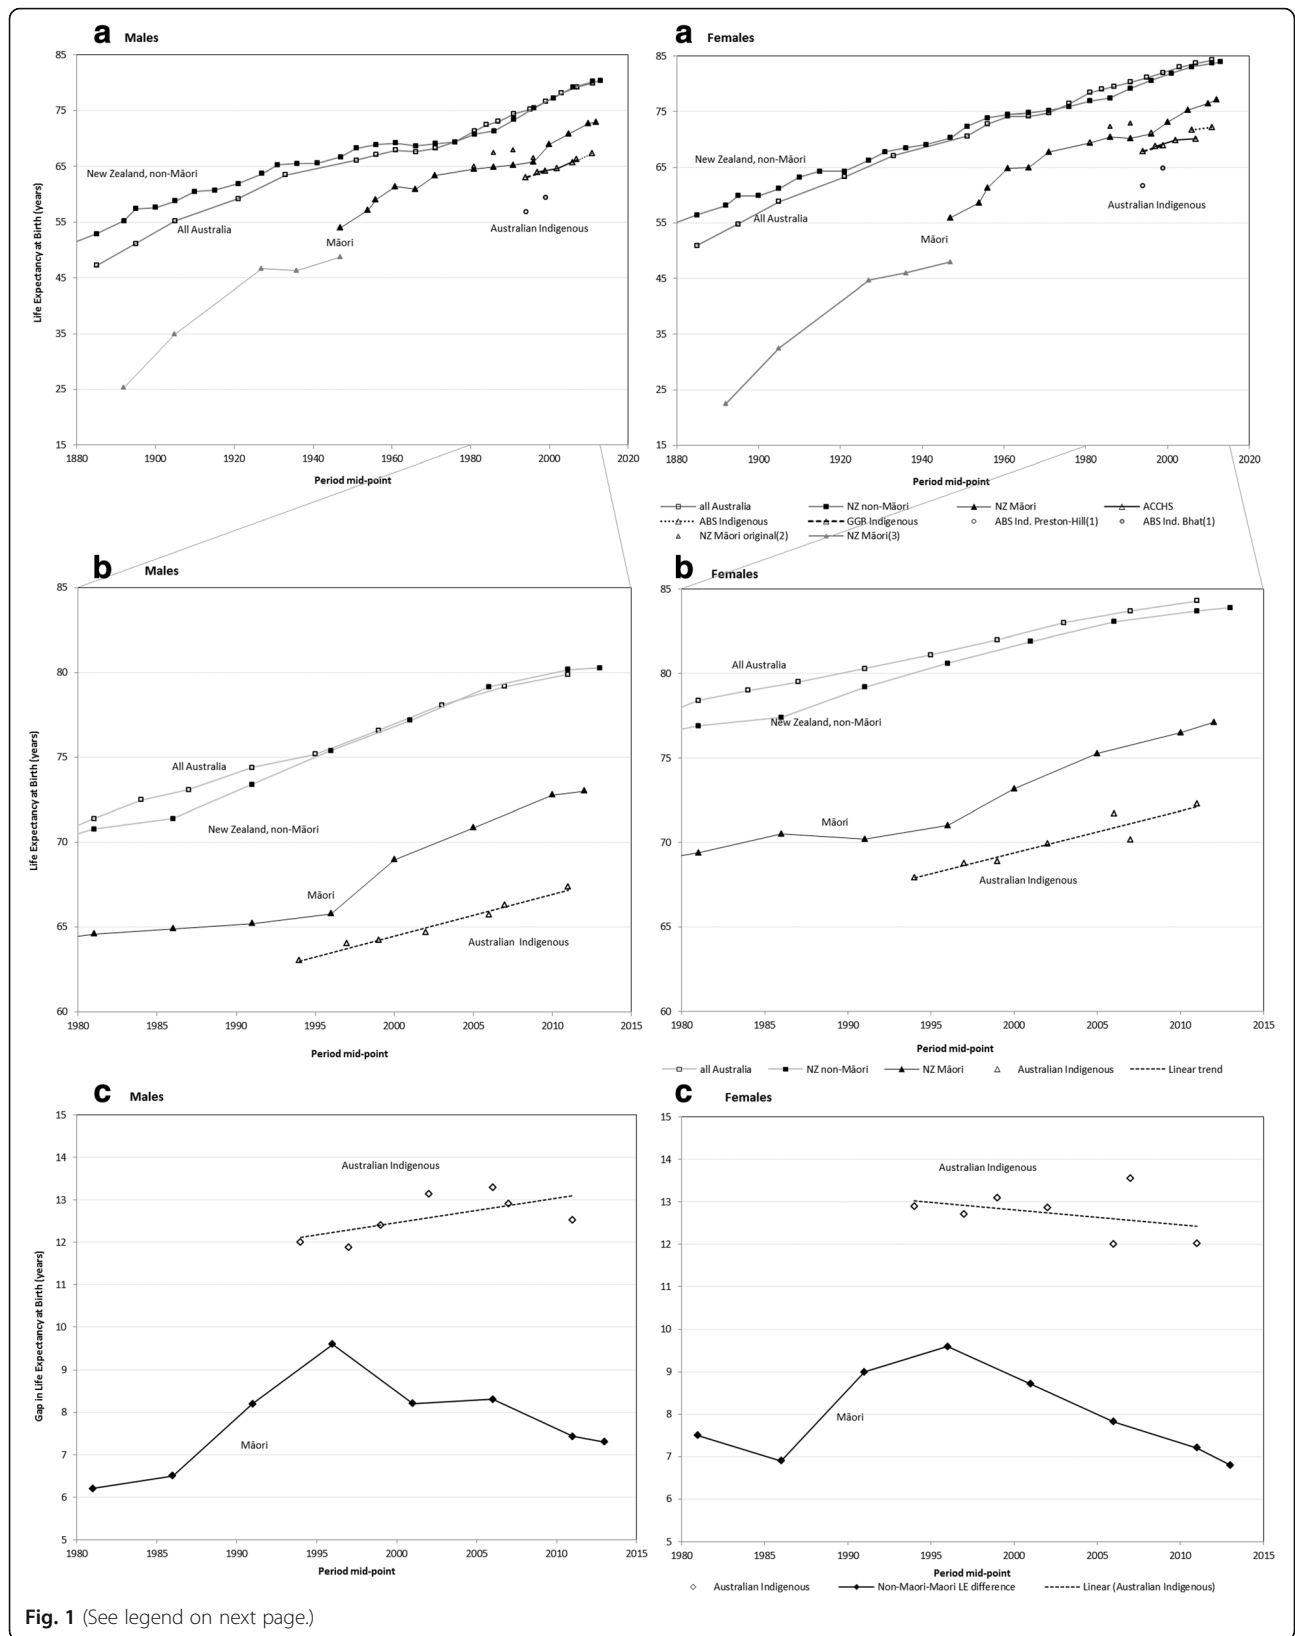 a Males
85
75
65
55
45
35
25
15
Life Expectancy at Birth (years)
New Zealand, non-Māori
All Australia
Māori
Australian Indigenous
1880 1900 1920 1940 1960 1980 2000 2020
Period mid-point
a Females
85
75
65
55
45
35
25
15
New Zealand, non-Māori
All Australia
Māori
Australian Indigenous
1880 1900 1920 1940 1960 1980 2000 2020
Period mid-point
all Australia NZ non-Māori NZ Māori ACCHS
ABS Indigenous GGB Indigenous ABS Ind. Preston-Hill(1) ABS Ind. Bhat(1)
NZ Māori original(2) NZ Māori(3)
b Males
85
80
75
70
65
60
Life Expectancy at Birth (years)
All Australia
New Zealand, non-Māori
Māori
Australian Indigenous
1980 1985 1990 1995 2000 2005 2010 2015
Period mid-point
b Females
85
80
75
70
65
60
All Australia
New Zealand, non-Māori
Māori
Australian Indigenous
1980 1985 1990 1995 2000 2005 2010 2015
Period mid-point
all Australia NZ non-Māori NZ Māori Australian Indigenous Linear trend
c Males
15
14
13
12
11
10
9
8
7
6
5
Gap in Life Expectancy at Birth (years)
Australian Indigenous
Māori
1980 1985 1990 1995 2000 2005 2010 2015
Period mid-point
c Females
15
14
13
12
11
10
9
8
7
6
5
Australian Indigenous
Māori
1980 1985 1990 1995 2000 2005 2010 2015
Period mid-point
Australian Indigenous Non-Maori-Maori LE difference Linear (Australian Indigenous)
Fig. 1 (See legend on next page.)